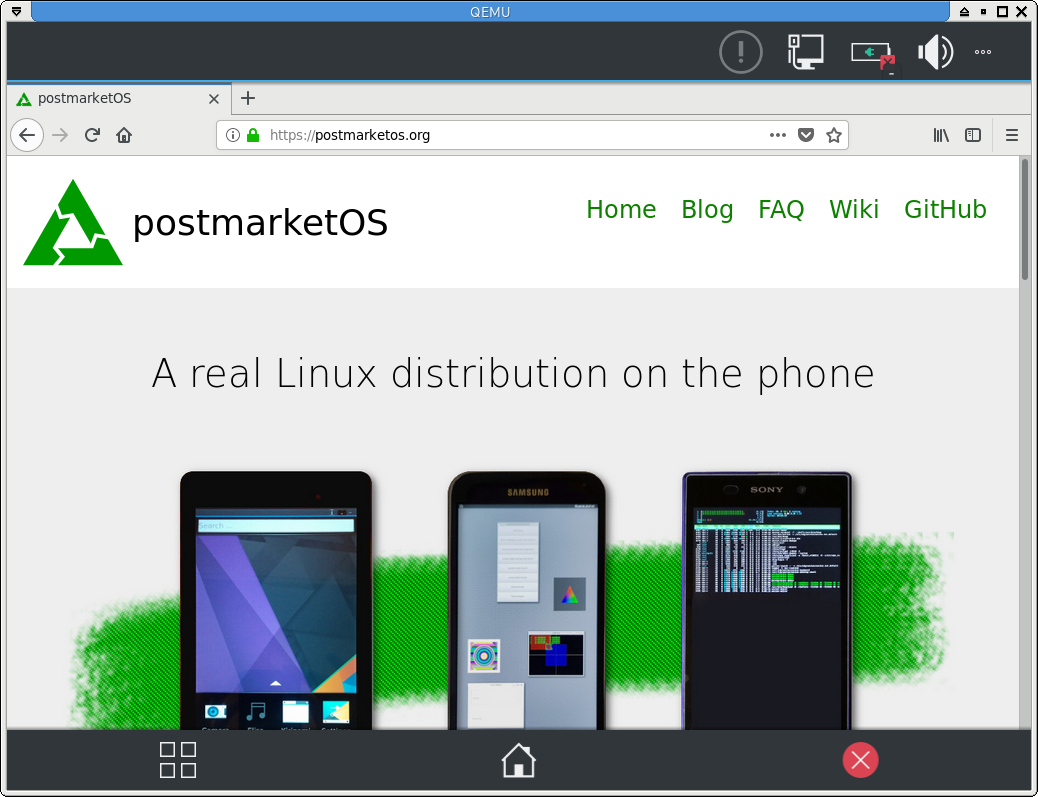 QEMU
postmarketOS
https://postmarketos.org
postmarketOS
Home Blog FAQ Wiki GitHub
A real Linux distribution on the phone
SAMSUNG
SONY
Search ...